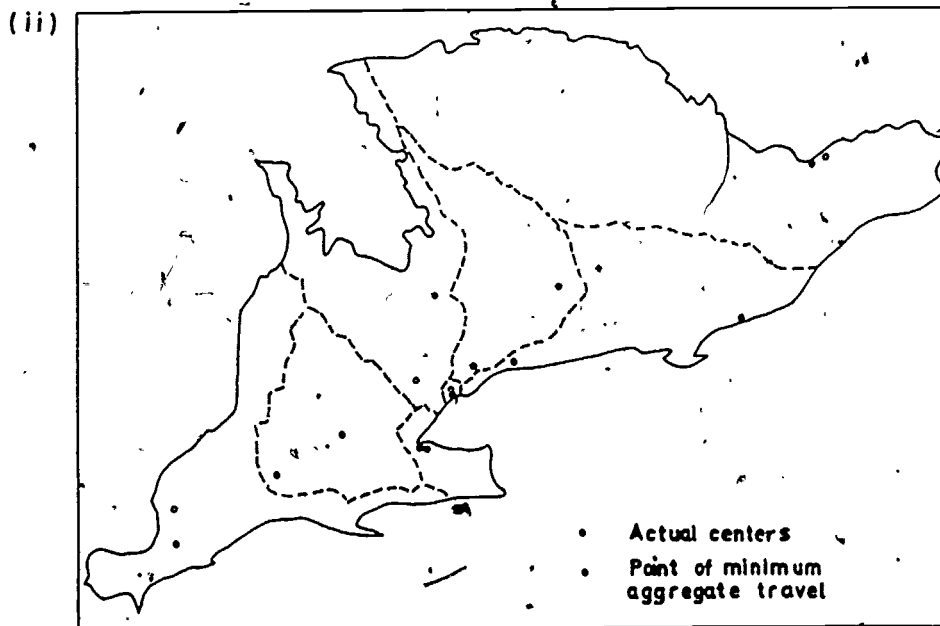 (ii)
Actual centers
Point of minimum
aggregate travel